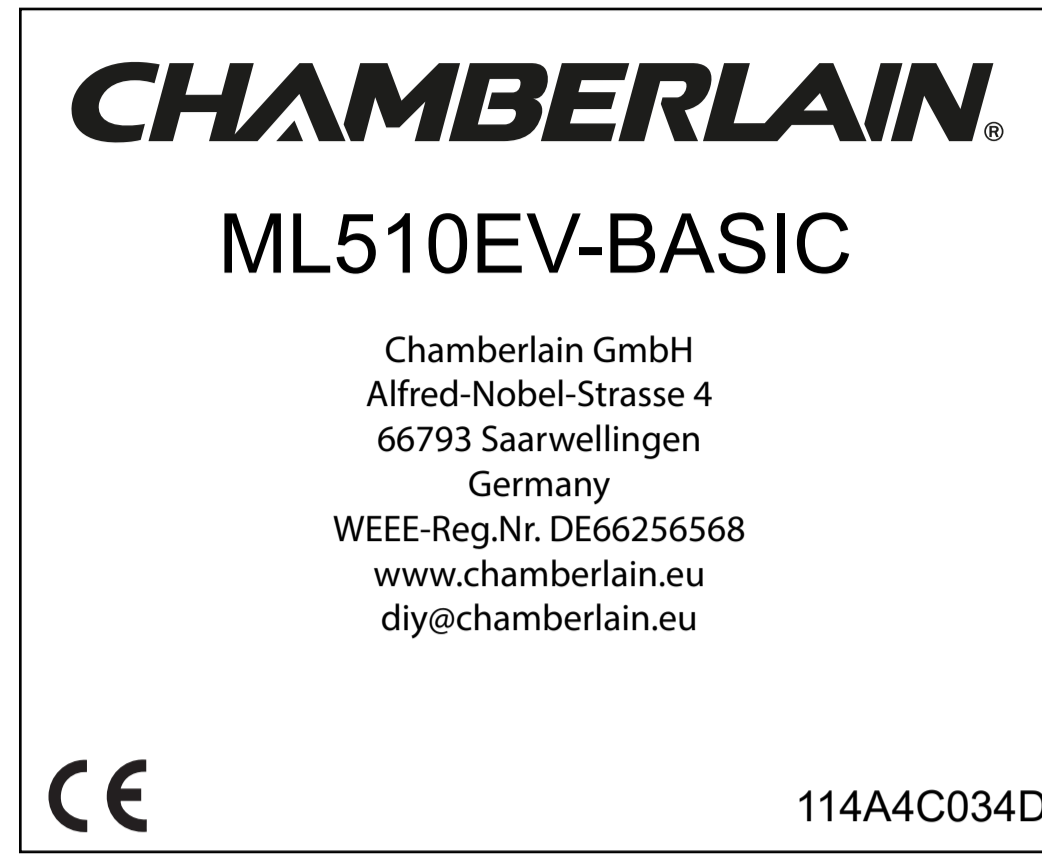 CHAMBERLAIN®
ML510EV-BASIC
Chamberlain GmbH
Alfred-Nobel-Strasse 4
66793 Saarwellingen
Germany
WEEE-Reg.Nr. DE66256568
www.chamberlain.eu
diy@chamberlain.eu
CE
114A4C034D